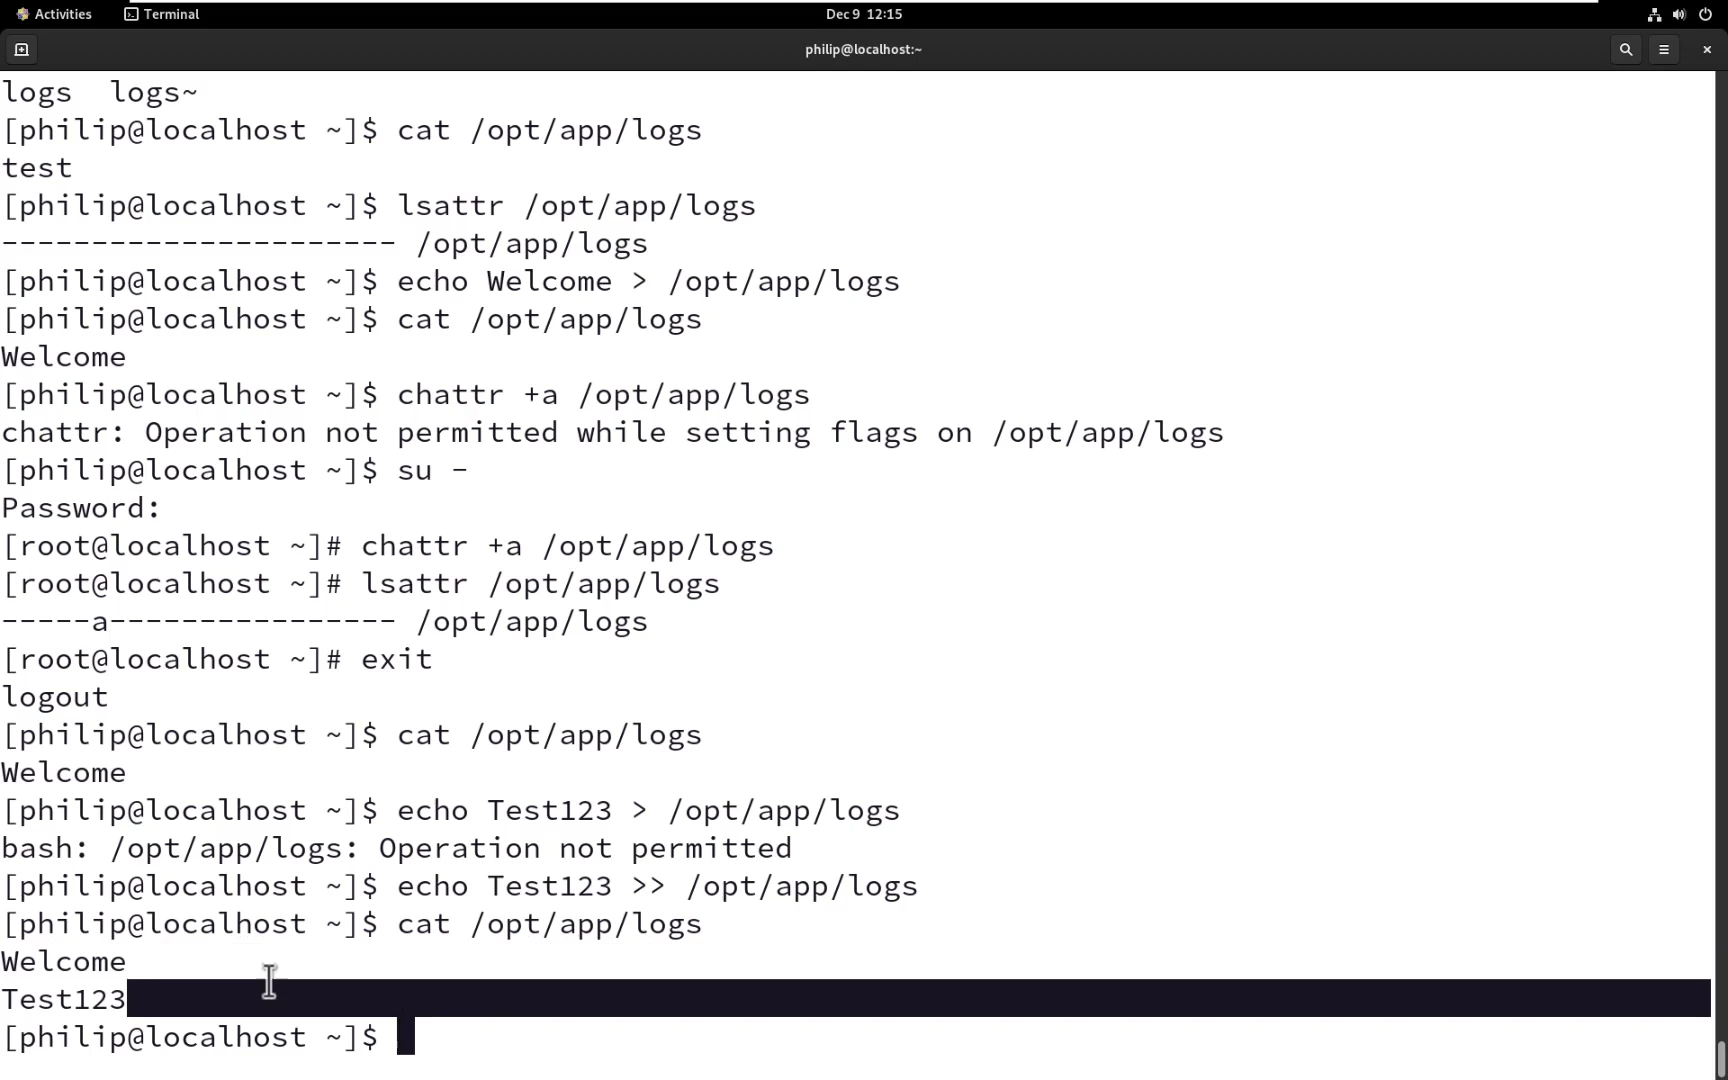 Activities Terminal Dec 9 12:15
philip@localhost:~
logs  logs~
[philip@localhost ~]$ cat /opt/app/logs
test
[philip@localhost ~]$ lsattr /opt/app/logs
---------------------- /opt/app/logs
[philip@localhost ~]$ echo Welcome > /opt/app/logs
[philip@localhost ~]$ cat /opt/app/logs
Welcome
[philip@localhost ~]$ chattr +a /opt/app/logs
chattr: Operation not permitted while setting flags on /opt/app/logs
[philip@localhost ~]$ su -
Password:
[root@localhost ~]# chattr +a /opt/app/logs
[root@localhost ~]# lsattr /opt/app/logs
-----a---------------- /opt/app/logs
[root@localhost ~]# exit
logout
[philip@localhost ~]$ cat /opt/app/logs
Welcome
[philip@localhost ~]$ echo Test123 > /opt/app/logs
bash: /opt/app/logs: Operation not permitted
[philip@localhost ~]$ echo Test123 >> /opt/app/logs
[philip@localhost ~]$ cat /opt/app/logs
Welcome
Test123
[philip@localhost ~]$